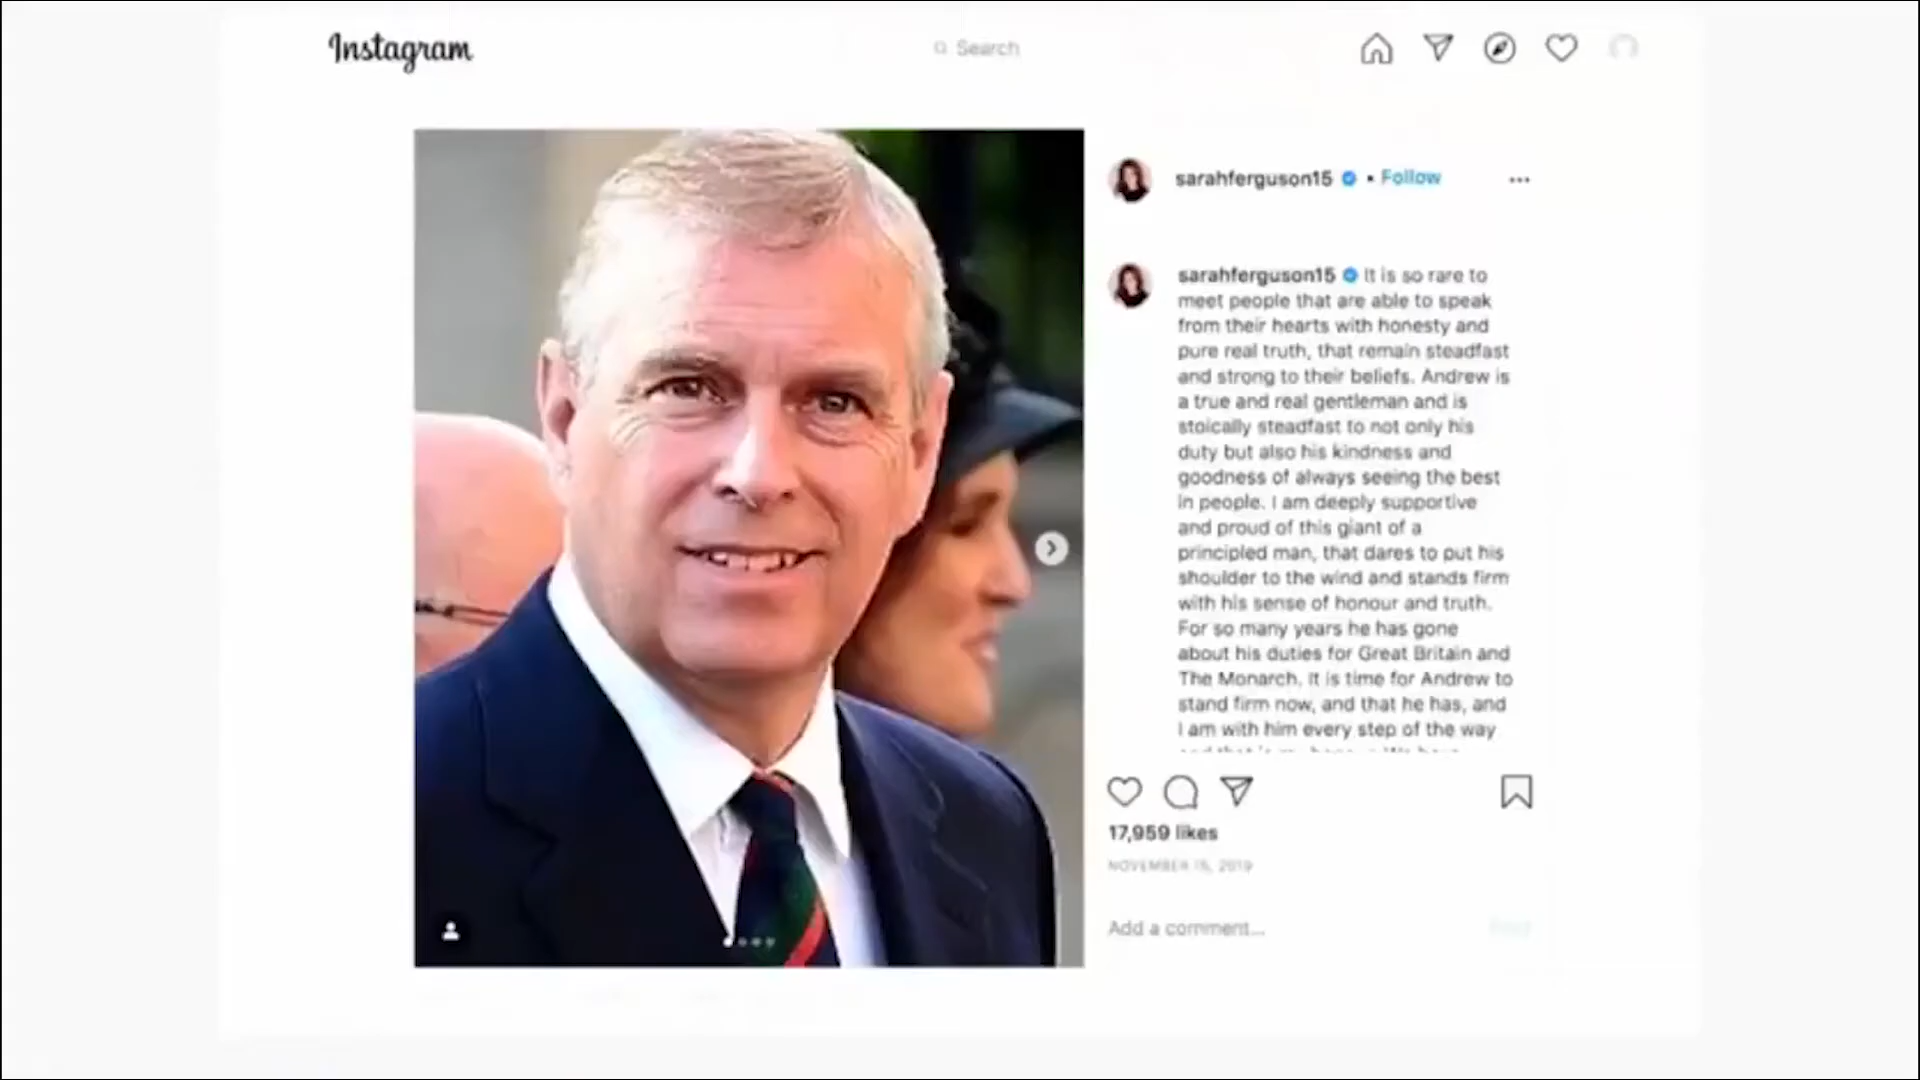 Instagram
Search
sarahferguson15 • Follow
sarahferguson15 It is so rare to
meet people that are able to speak
from their hearts with honesty and
pure real truth, that remain steadfast
and strong to their beliefs. Andrew is
a true and real gentleman and is
stoically steadfast to not only his
duty but also his kindness and
goodness of always seeing the best
in people. I am deeply supportive
and proud of this giant of a
principled man, that dares to put his
shoulder to the wind and stands firm
with his sense of honour and truth.
For so many years he has gone
about his duties for Great Britain and
The Monarch. It is time for Andrew to
stand firm now, and that he has, and
I am with him every step of the way
17,959 likes
NOVEMBER 15, 2019
Add a comment...
Post